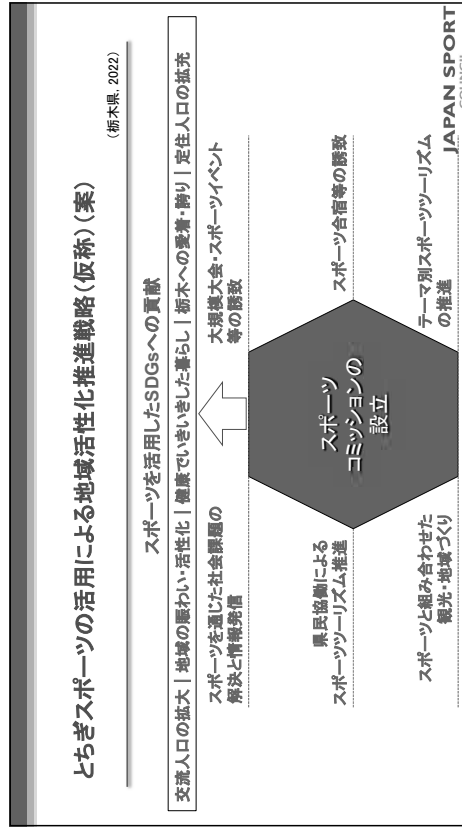 とちぎスポーツの活用による地域活性化推進戦略(仮称)(案)
(栃木県, 2022)
スポーツを活用したSDGsへの貢献
交流人口の拡大 | 地域の賑わい・活性化 | 健康でいきいきした暮らし | 栃木への愛着・誇り | 定住人口の拡充
スポーツを通じた社会課題の
解決と情報発信
大規模大会・スポーツイベント
等の誘致
県民協働による
スポーツツーリズム推進
スポーツ合宿等の誘致
スポーツ
コミッションの
設立
スポーツと組み合わせた
観光・地域づくり
テーマ別スポーツツーリズム
の推進
JAPAN SPORT
COUNCIL